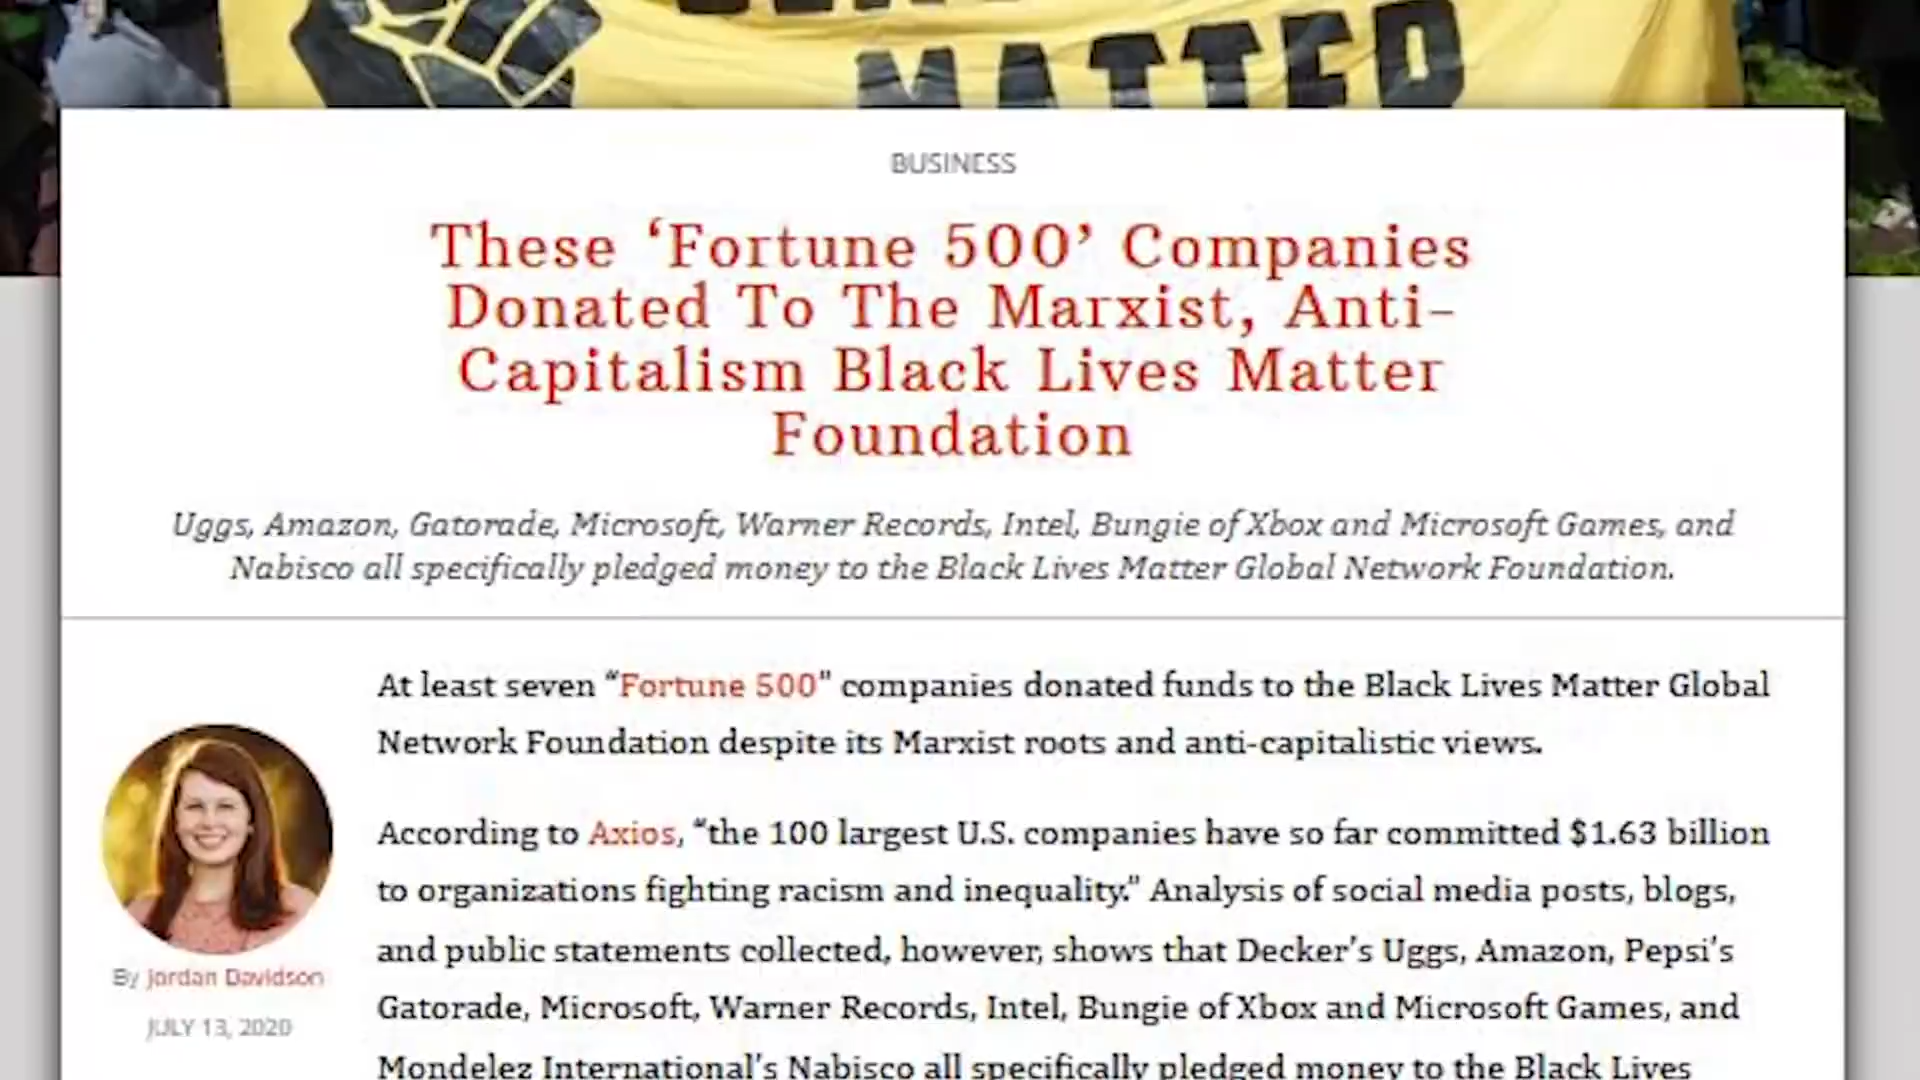 MATTER
BUSINESS
These ‘Fortune 500’ Companies
Donated To The Marxist, Anti-
Capitalism Black Lives Matter
Foundation
Uggs, Amazon, Gatorade, Microsoft, Warner Records, Intel, Bungie of Xbox and Microsoft Games, and
Nabisco all specifically pledged money to the Black Lives Matter Global Network Foundation.
At least seven “Fortune 500” companies donated funds to the Black Lives Matter Global
Network Foundation despite its Marxist roots and anti-capitalistic views.
According to Axios, “the 100 largest U.S. companies have so far committed $1.63 billion
to organizations fighting racism and inequality.” Analysis of social media posts, blogs,
and public statements collected, however, shows that Decker’s Uggs, Amazon, Pepsi’s
Gatorade, Microsoft, Warner Records, Intel, Bungie of Xbox and Microsoft Games, and
Mondelez International’s Nabisco all specifically pledged money to the Black Lives
By Jordan Davidson
JULY 13, 2020